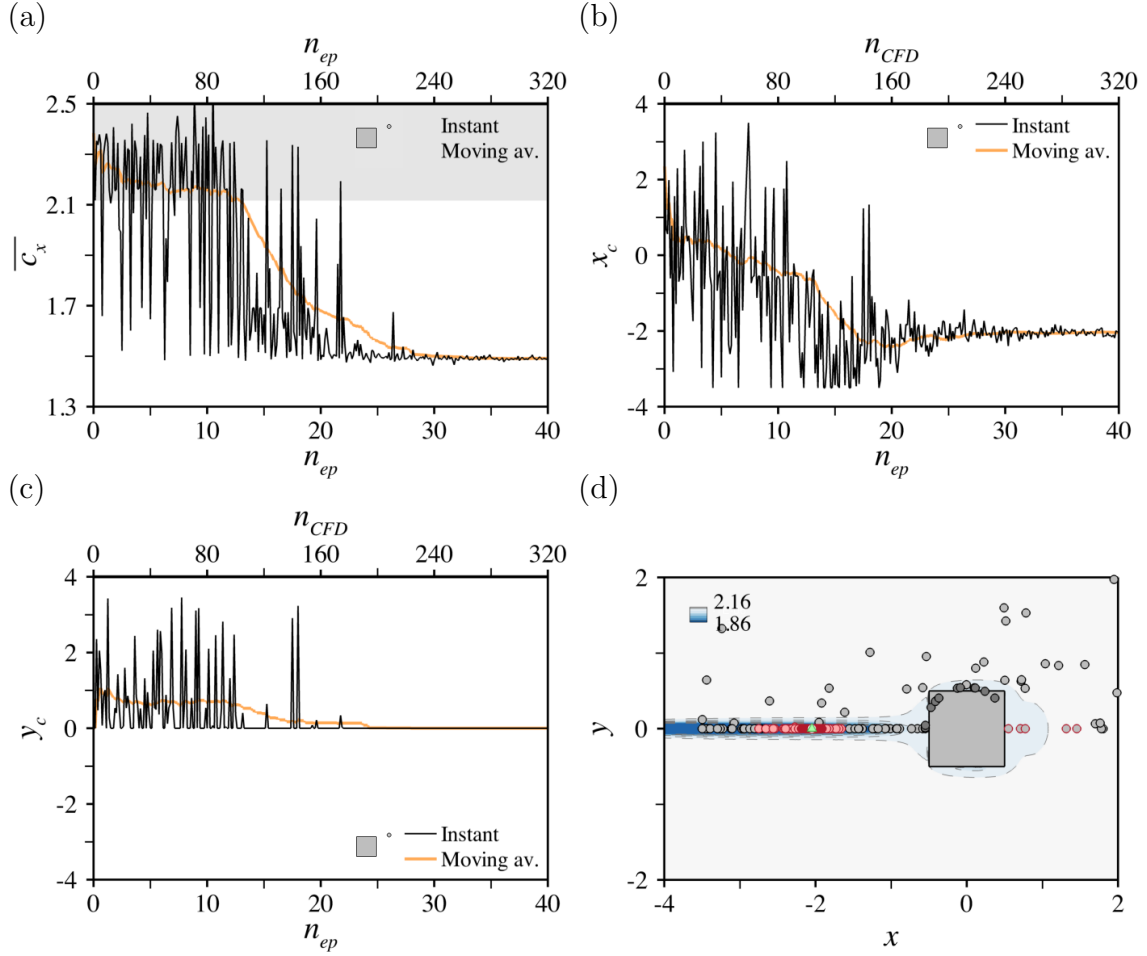 (a)
n_ep
0 80 160 240 320
2.5
2.1
1.7
1.3
c_x
Instant
Moving av.
0 10 20 30 40
n_ep
(b)
n_CFD
0 80 160 240 320
4
2
0
-2
-4
x_c
Instant
Moving av.
0 10 20 30 40
n_ep
(c)
n_CFD
0 80 160 240 320
4
2
0
-2
-4
y_c
Instant
Moving av.
0 10 20 30 40
n_ep
(d)
2
0
-2
y
2.16
1.86
-4 -2 0 2
x